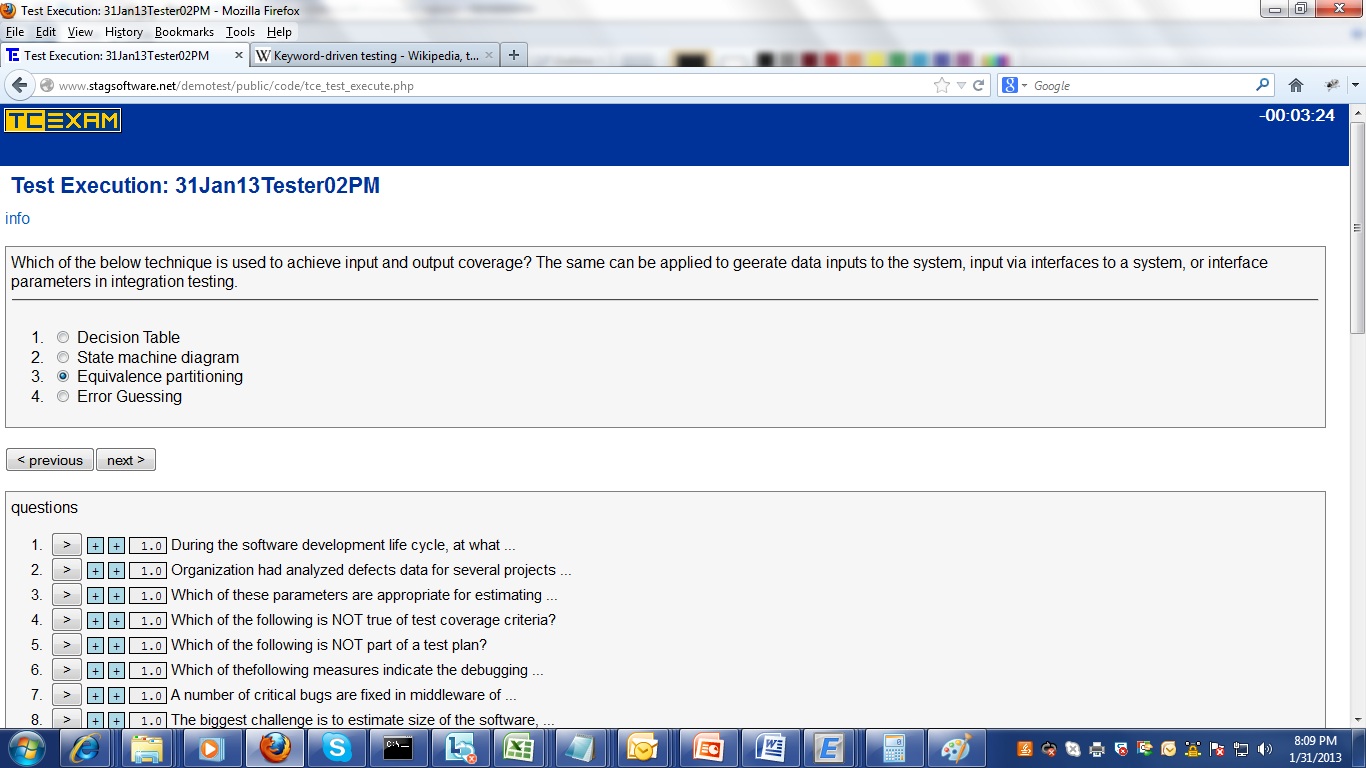 Test Execution: 31Jan13Tester02PM - Mozilla Firefox
File Edit View History Bookmarks Tools Help
Test Execution: 31Jan13Tester02PM
Keyword-driven testing - Wikipedia, t...
www.stagsoftware.net/demotest/public/code/tce_test_execute.php
Google
TCEXAM
-00:03:24
Test Execution: 31Jan13Tester02PM
info
Which of the below technique is used to achieve input and output coverage? The same can be applied to geerate data inputs to the system, input via interfaces to a system, or interface
parameters in integration testing.
1. Decision Table
2. State machine diagram
3. Equivalence partitioning
4. Error Guessing
< previous next >
questions
1. > + + 1.0 During the software development life cycle, at what ...
2. > + + 1.0 Organization had analyzed defects data for several projects ...
3. > + + 1.0 Which of these parameters are appropriate for estimating ...
4. > + + 1.0 Which of the following is NOT true of test coverage criteria?
5. > + + 1.0 Which of the following is NOT part of a test plan?
6. > + + 1.0 Which of thefollowing measures indicate the debugging ...
7. > + + 1.0 A number of critical bugs are fixed in middleware of ...
8. > + + 1.0 The biggest challenge is to estimate size of the software, ...
8:09 PM
1/31/2013